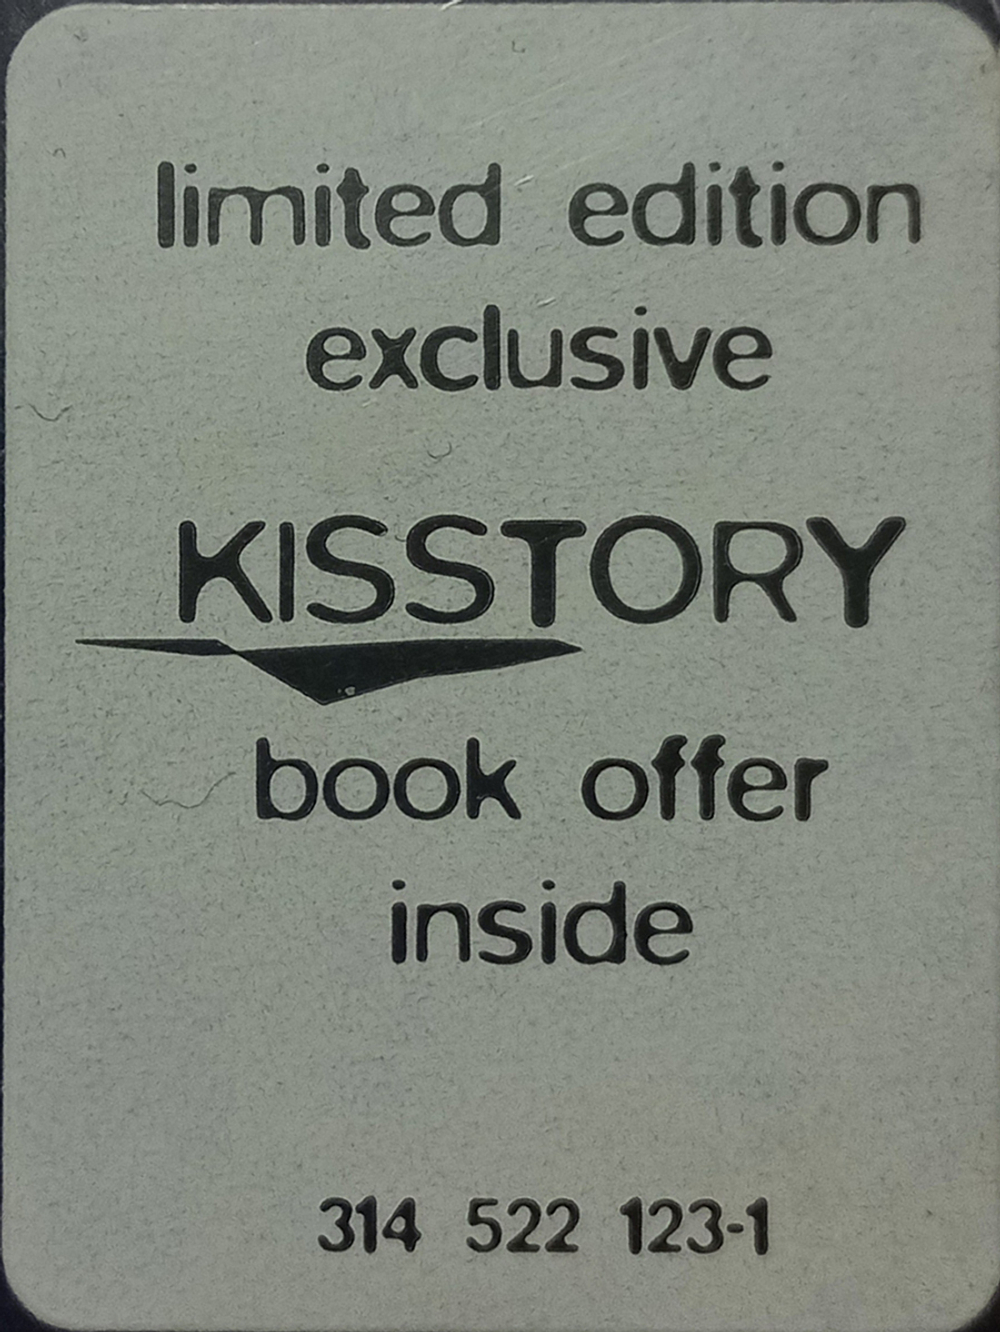 limited edition
exclusive
KISSTORY
book offer
inside
314 522 123-1